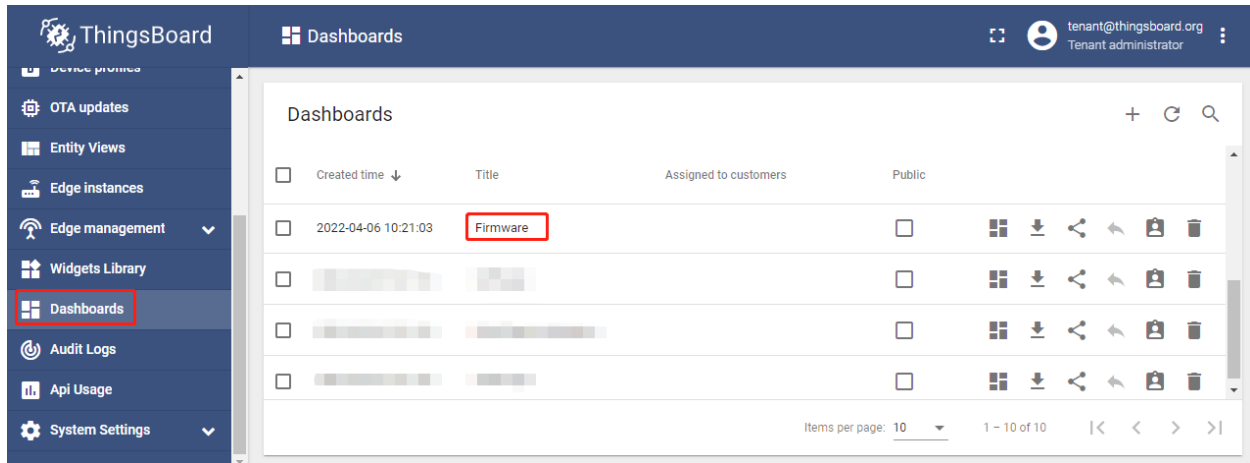 ThingsBoard
Dashboards
tenant@thingsboard.org
Tenant administrator
Device profiles
OTA updates
Entity Views
Edge instances
Edge management
Widgets Library
Dashboards
Audit Logs
Api Usage
System Settings
Dashboards
Created time Title Assigned to customers Public
2022-04-06 10:21:03 Firmware
Items per page: 10 1 – 10 of 10